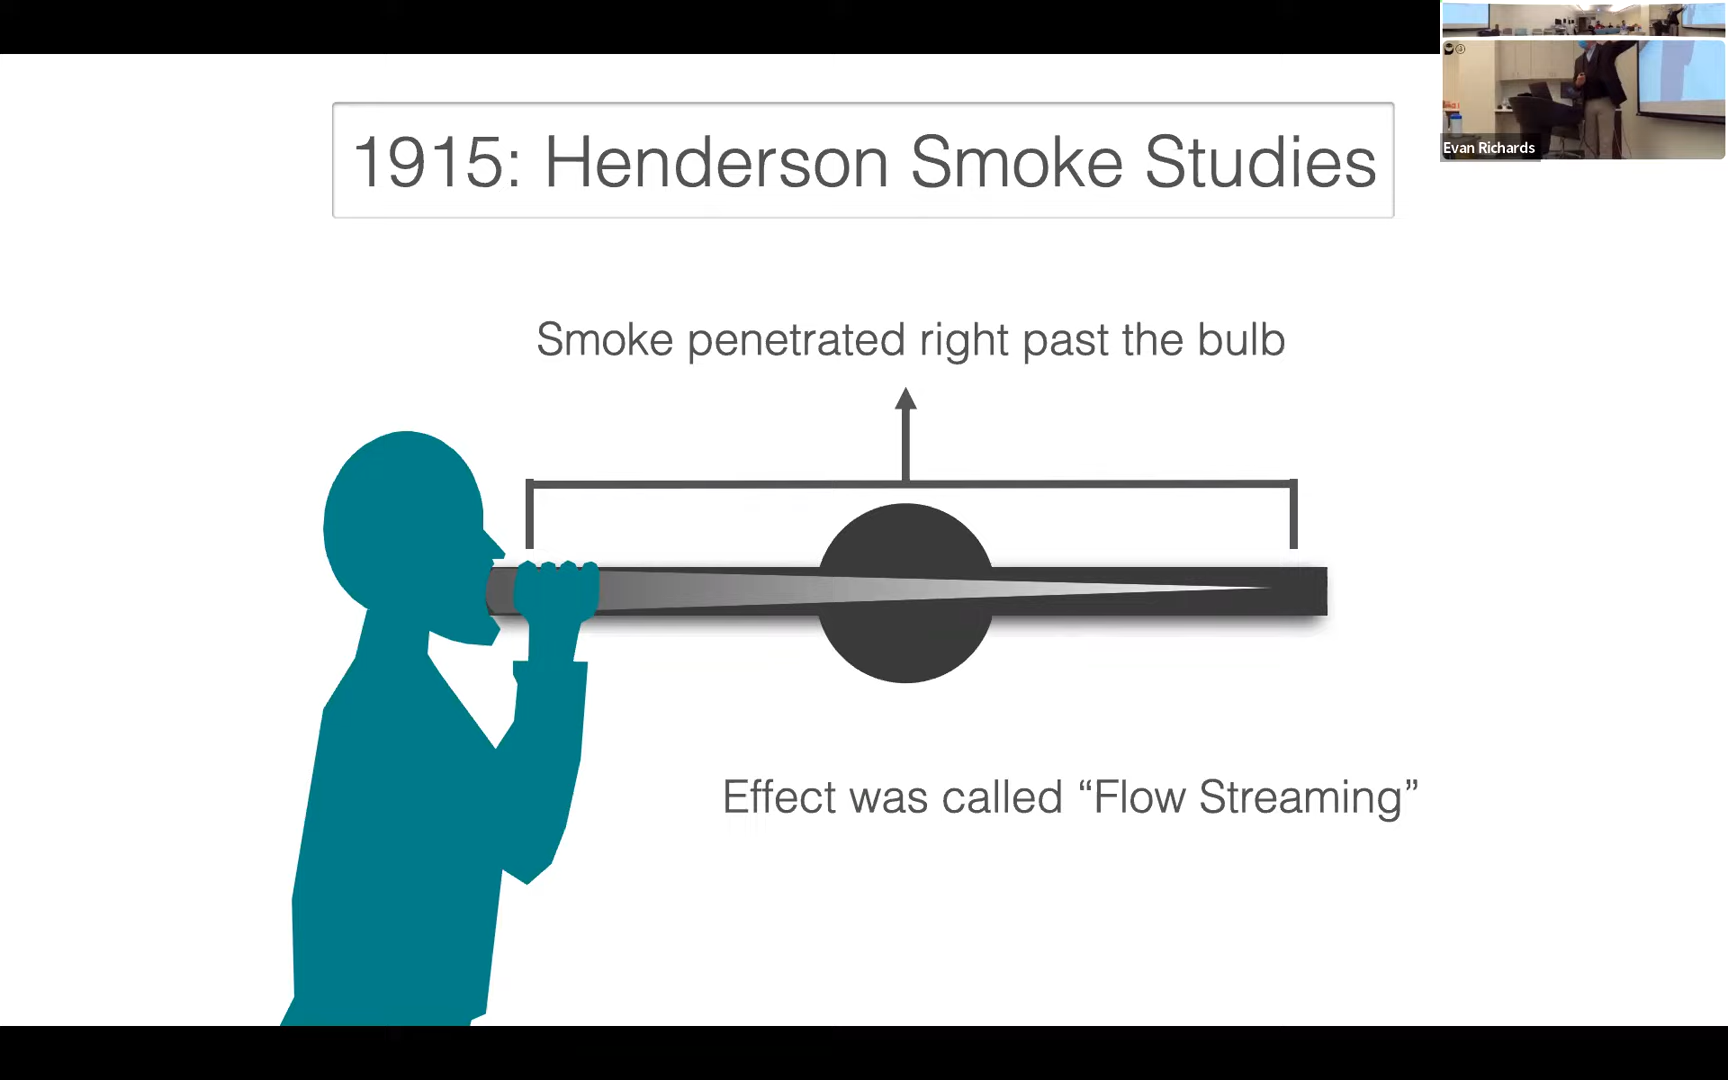 1915: Henderson Smoke Studies
Smoke penetrated right past the bulb
Effect was called “Flow Streaming”
Evan Richards